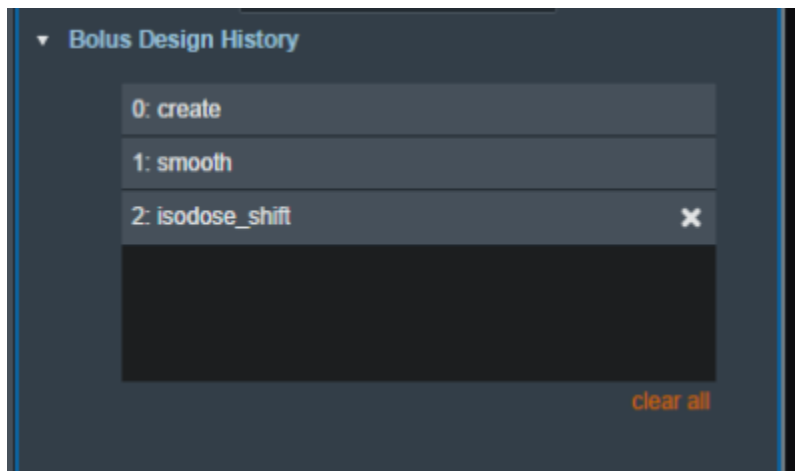 Bolus Design History
0: create
1: smooth
2: isodose_shift
clear all